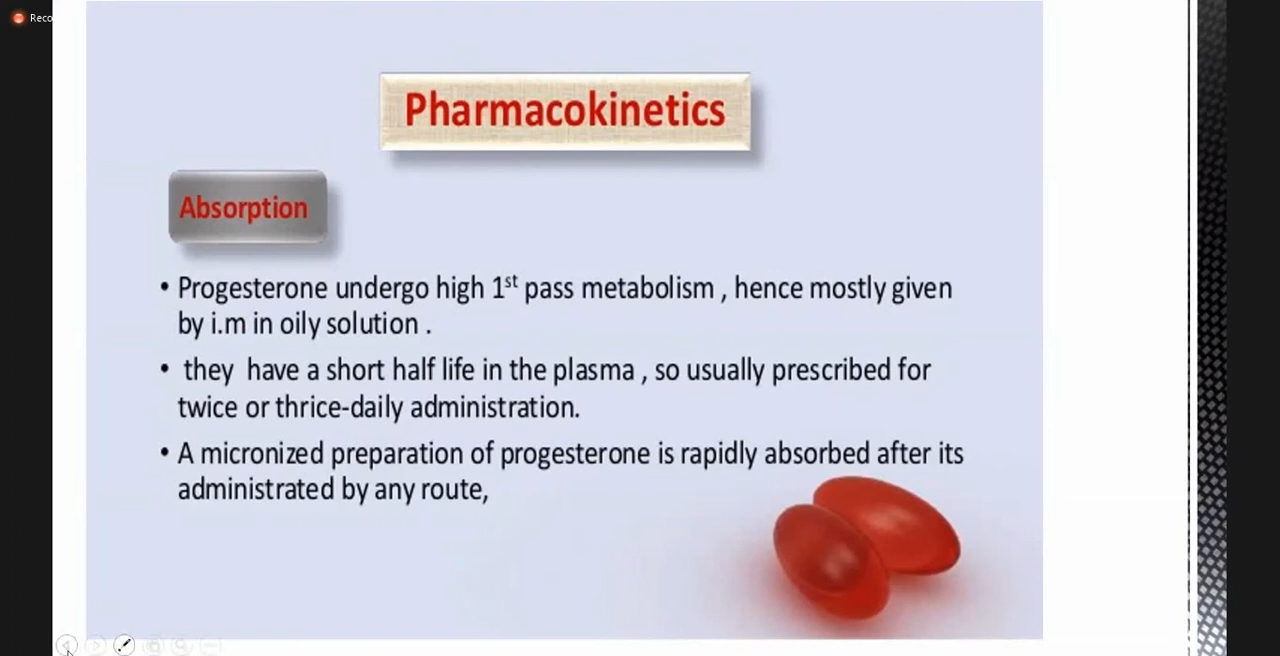 Reco
Pharmacokinetics
Absorption
• Progesterone undergo high 1st pass metabolism , hence mostly given
by i.m in oily solution .
• they have a short half life in the plasma , so usually prescribed for
twice or thrice-daily administration.
• A micronized preparation of progesterone is rapidly absorbed after its
administrated by any route,